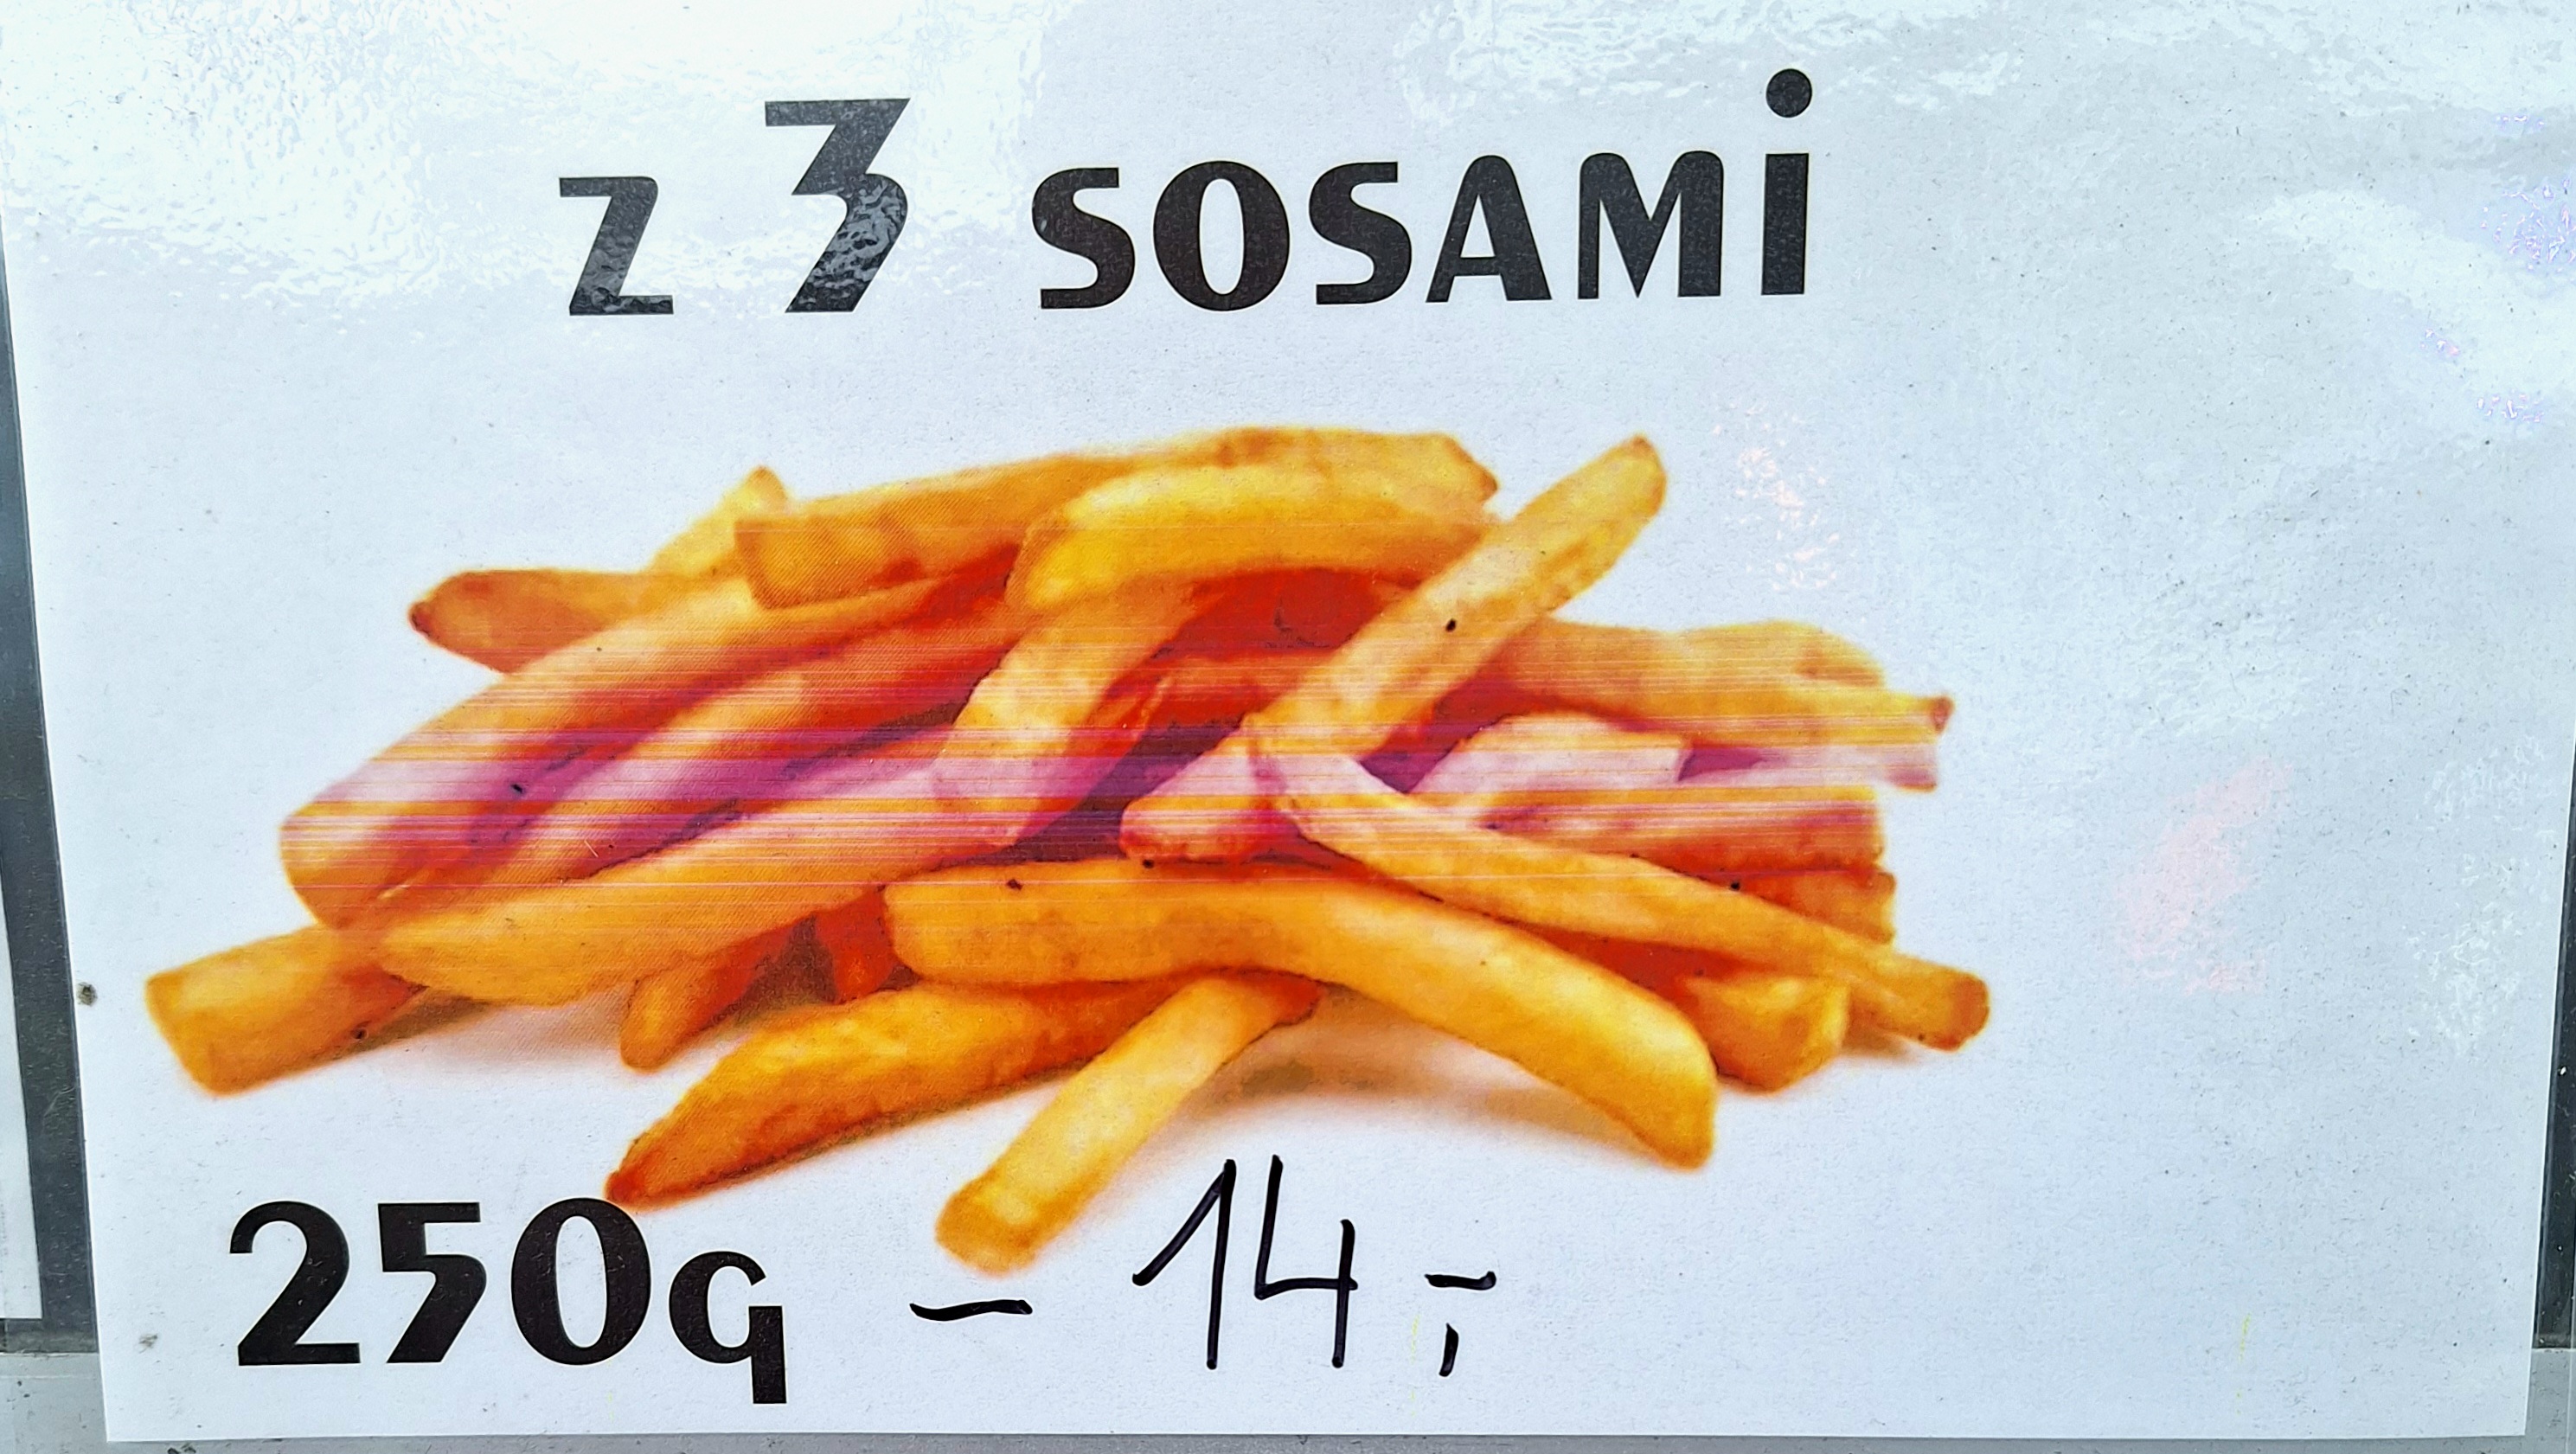 z 3 SOSAMi
250g - 14,-